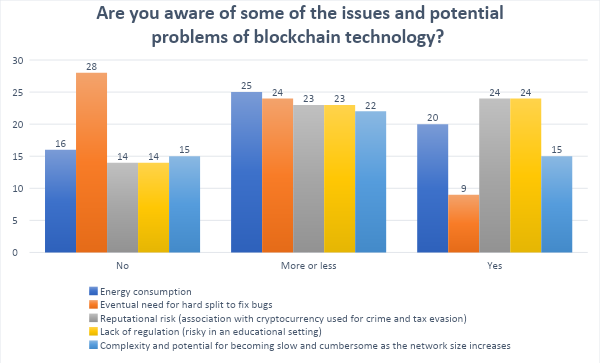 Are you aware of some of the issues and potential
problems of blockchain technology?
30
25
20
15
10
5
0
16 28 14 14 15
25 24 23 23 22
20 9 24 24 15
No More or less Yes
Energy consumption
Eventual need for hard split to fix bugs
Reputational risk (association with cryptocurrency used for crime and tax evasion)
Lack of regulation (risky in an educational setting)
Complexity and potential for becoming slow and cumbersome as the network size increases